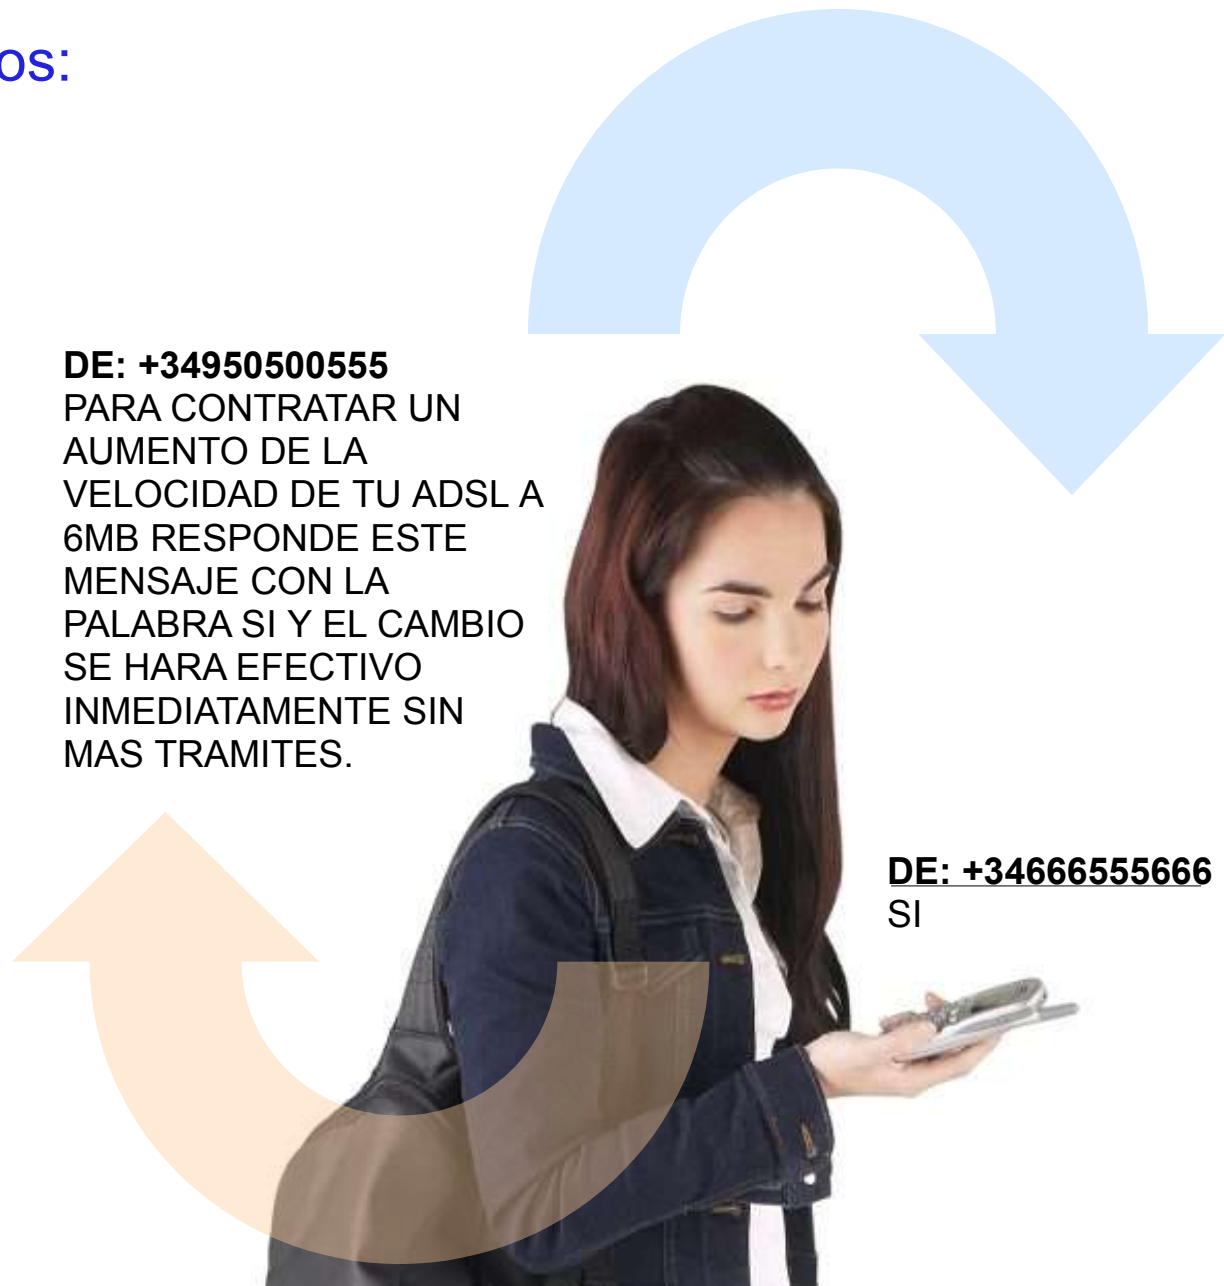 os:
DE: +34950500555
PARA CONTRATAR UN
AUMENTO DE LA
VELOCIDAD DE TU ADSL A
6MB RESPONDE ESTE
MENSAJE CON LA
PALABRA SI Y EL CAMBIO
SE HARA EFECTIVO
INMEDIATAMENTE SIN
MAS TRAMITES.
DE: +34666555666
SI